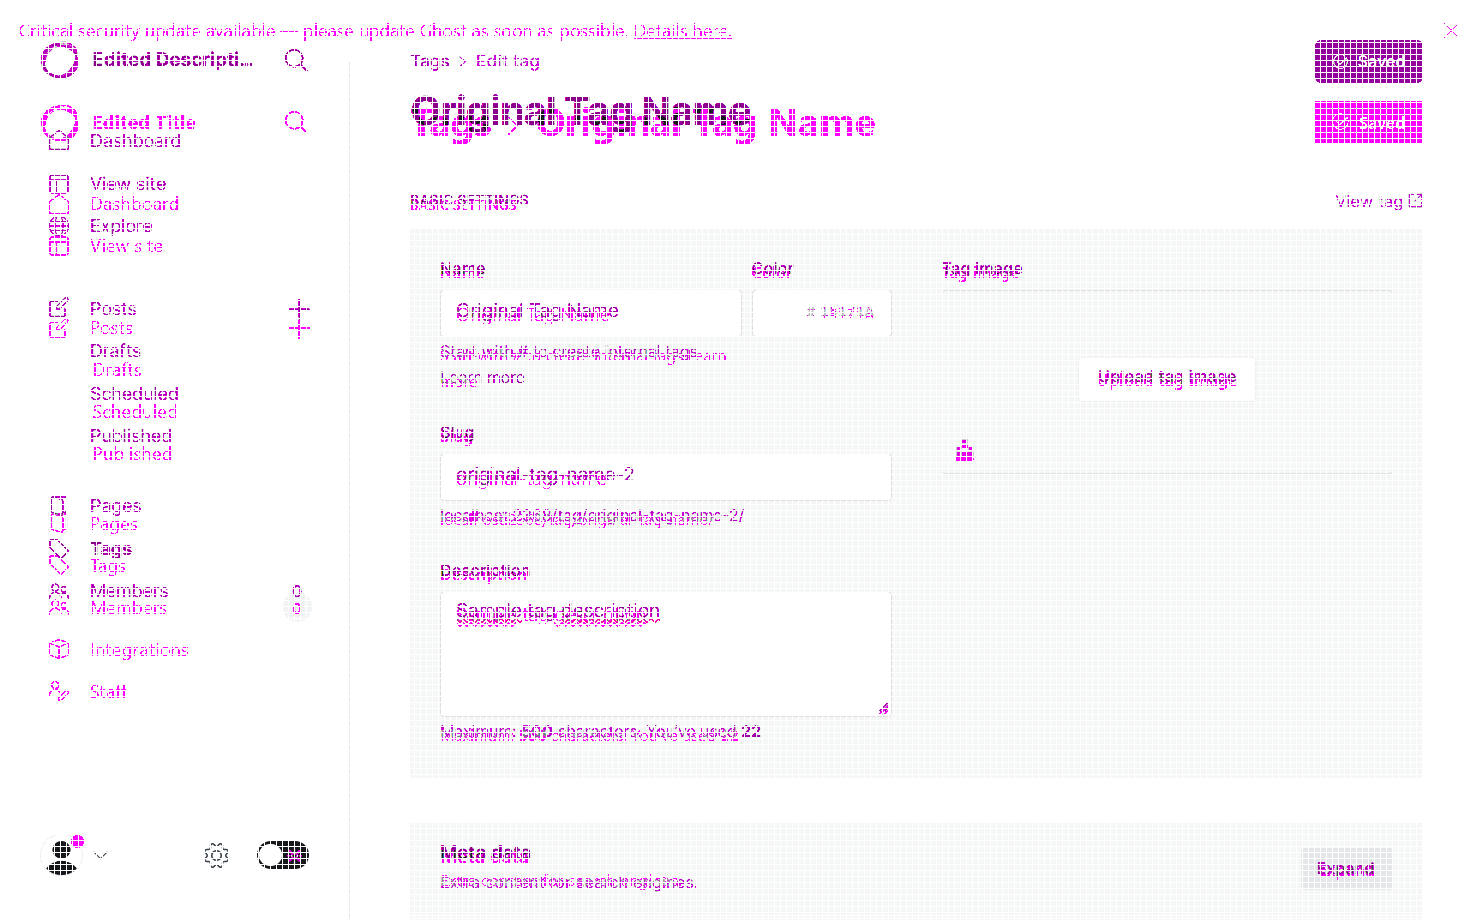 Critical security update available — please update Ghost as soon as possible. Details here.
Edited Descripti...
Tags > Edit tag
Saved
Edited Title
Original Tag Name
Tags > Original Tag Name
Saved
Dashboard
View site
Dashboard
Explore
View site
BASIC SETTINGS
BASIC SETTINGS
View tag
Name
Color
Tag image
Original Tag Name
Posts
Posts
Start with # to create internal tags.
Learn more
Upload tag image
Drafts
Drafts
Scheduled
Scheduled
Published
Published
Slug
original-tag-name-2
original-tag-name
Pages
Pages
localhost:2368/tag/original-tag-name-2/
Tags
Tags
Members 0
Members 0
Description
Sample tag description
Integrations
Staff
Maximum: 500 characters. You've used 22
Meta data
Extra content for search engines.
Expand